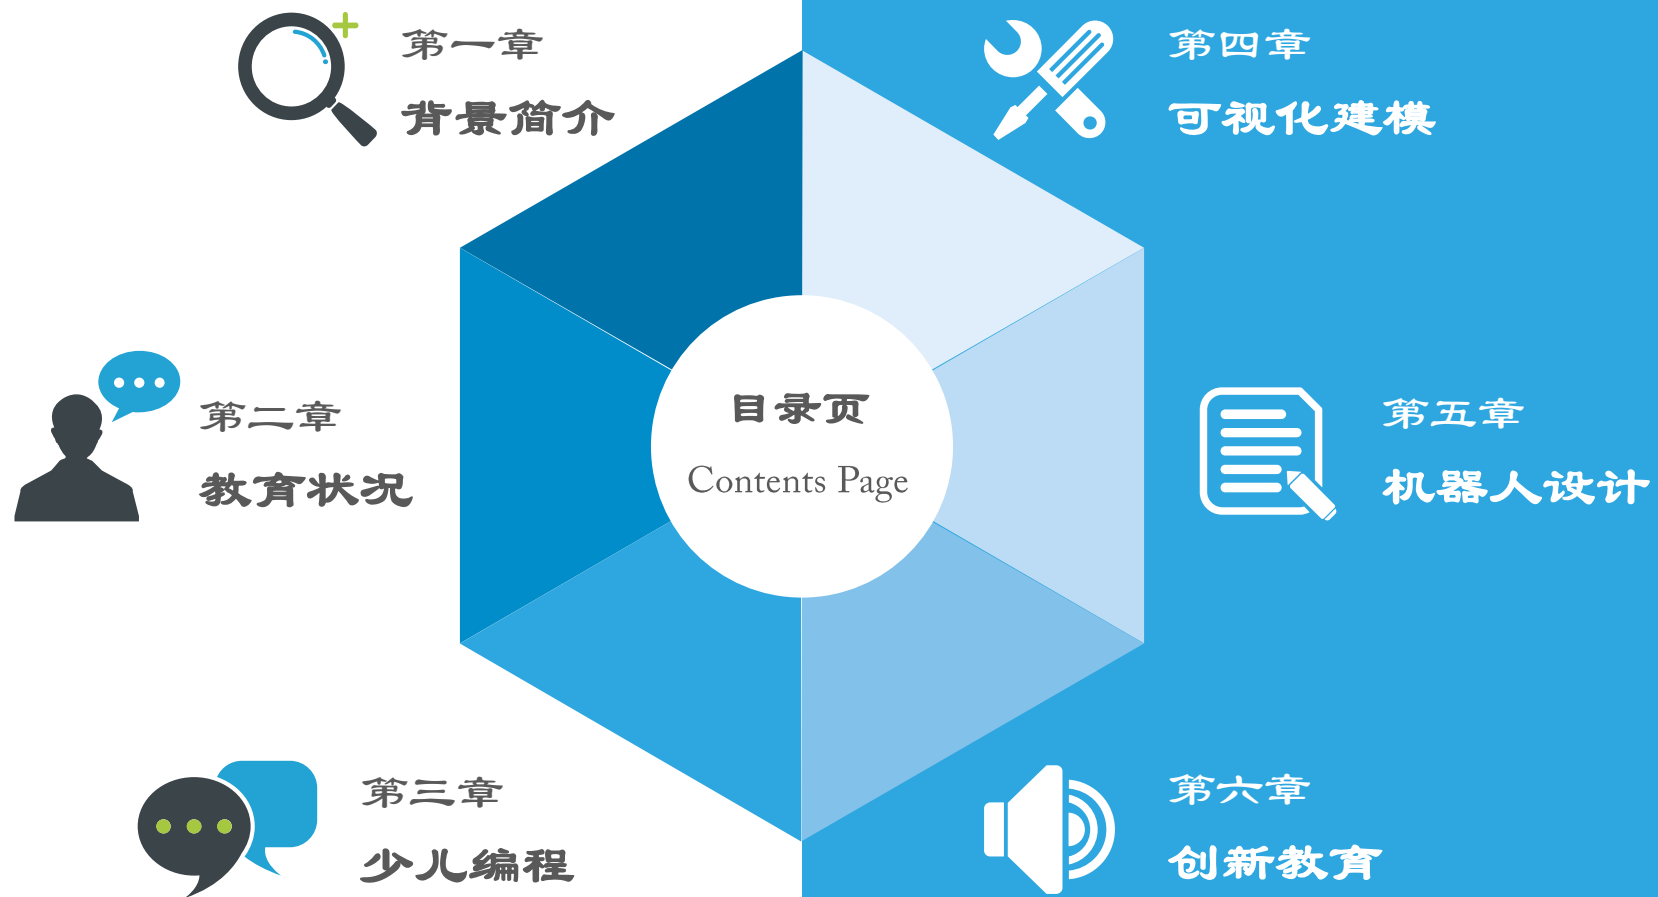 第一章
背景简介
第二章
教育状况
第三章
少儿编程
目录页
Contents Page
第四章
可视化建模
第五章
机器人设计
第六章
创新教育